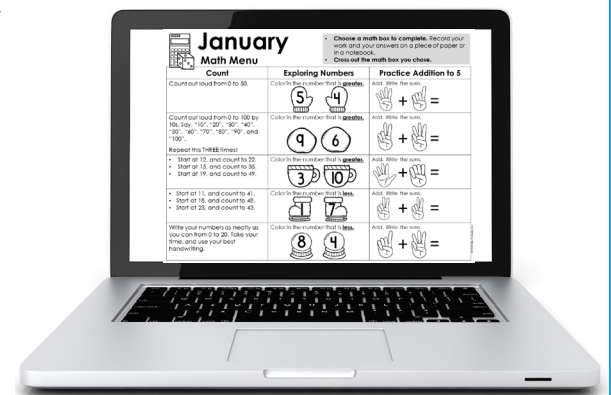 January
Math Menu
• Choose a math box to complete. Record your
work and your answers on a piece of paper or
in a notebook.
• Cross out the math box you chose.
Count
Exploring Numbers
Practice Addition to 5
Count out loud from 0 to 50.
Color in the number that is greater.
5 4
Add. Write the sum.
+ =
Count out loud from 0 to 100 by
10s. Say, "10", "20", "30", "40",
"50", "60", "70", "80", "90", and
"100".
Repeat this THREE times!
Color in the number that is greater.
9 6
Add. Write the sum.
+ =
• Start at 12, and count to 22.
• Start at 15, and count to 35.
• Start at 19, and count to 49.
Color in the number that is greater.
3 10
Add. Write the sum.
+ =
• Start at 11, and count to 41.
• Start at 18, and count to 48.
• Start at 23, and count to 43.
Color in the number that is less.
1 7
Add. Write the sum.
+ =
Write your numbers as neatly as
you can from 0 to 20. Take your
time, and use your best
handwriting.
Color in the number that is less.
8 4
Add. Write the sum.
+ =